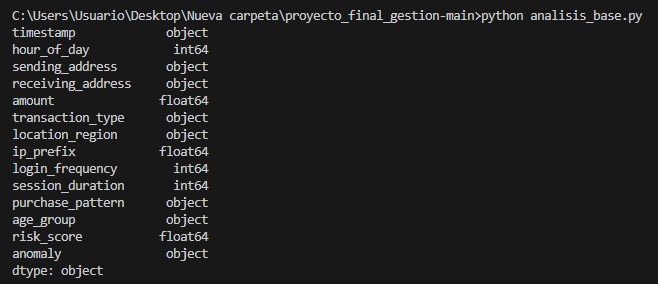 C:\Users\Usuario\Desktop\Nueva carpeta\proyecto_final_gestion-main>python analisis_base.py
timestamp object
hour_of_day int64
sending_address object
receiving_address object
amount float64
transaction_type object
location_region object
ip_prefix float64
login_frequency int64
session_duration int64
purchase_pattern object
age_group object
risk_score float64
anomaly object
dtype: object